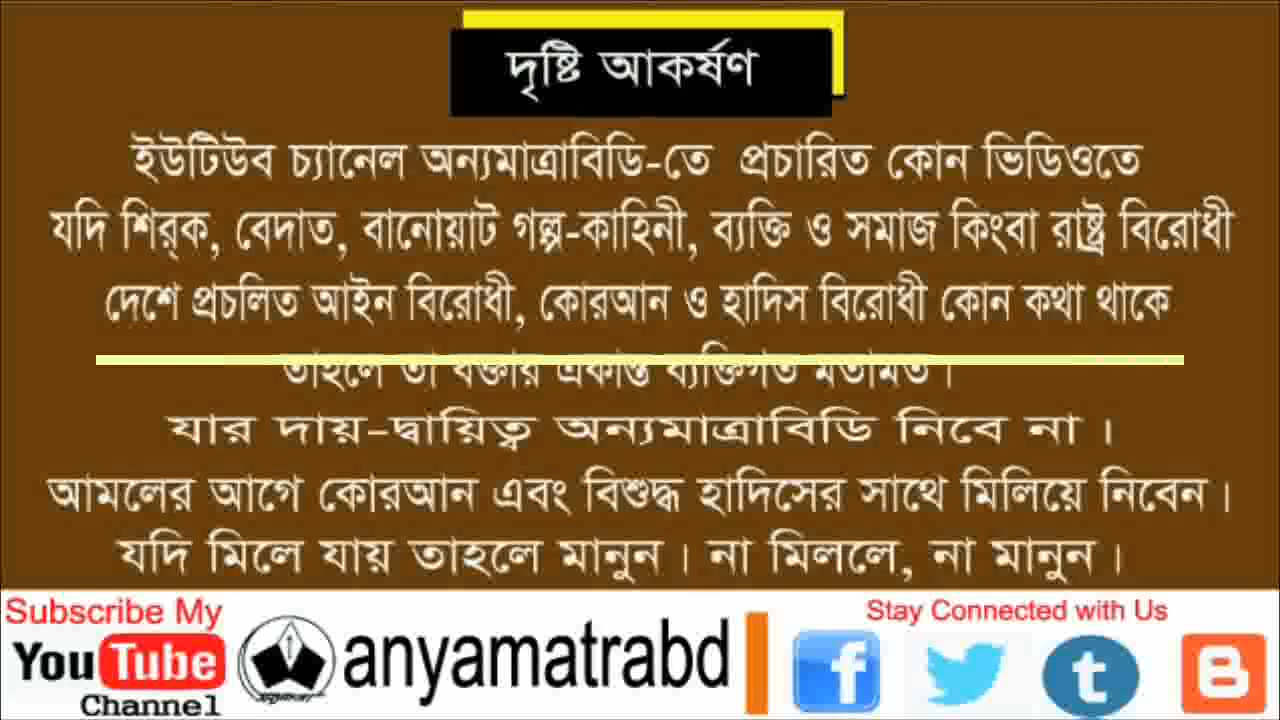 দৃষ্টি আকর্ষণ
ইউটিউব চ্যানেল অন্যমাত্রাবিডি-তে প্রচারিত কোন ভিডিওতে
যদি শির্‌ক, বেদাত, বানোয়াট গল্প-কাহিনী, ব্যক্তি ও সমাজ কিংবা রাষ্ট্র বিরোধী
দেশে প্রচলিত আইন বিরোধী, কোরআন ও হাদিস বিরোধী কোন কথা থাকে
তাহলে তা বক্তার একান্ত ব্যক্তিগত মতামত।
যার দায়-দ্বায়িত্ব অন্যমাত্রাবিডি নিবে না ।
আমলের আগে কোরআন এবং বিশুদ্ধ হাদিসের সাথে মিলিয়ে নিবেন।
যদি মিলে যায় তাহলে মানুন । না মিললে, না মানুন ।
Subscribe My
YouTube
Channel
anyamatrabd
Stay Connected with Us